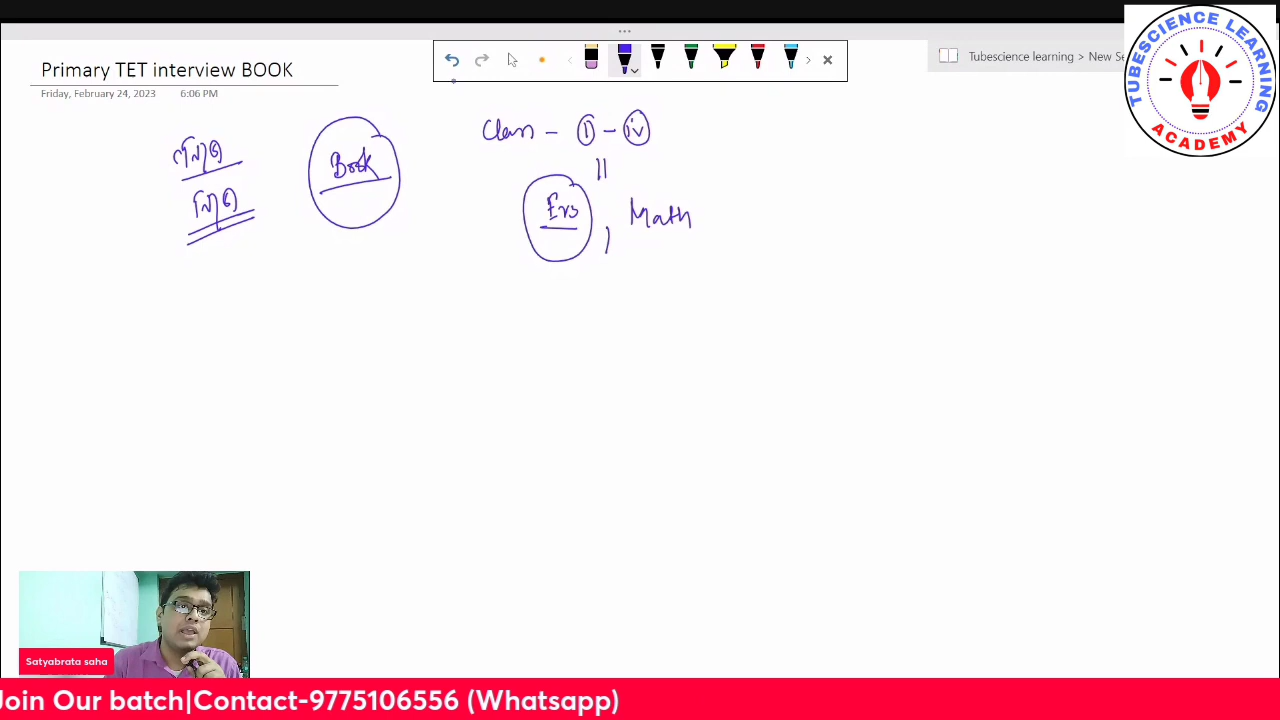 Primary TET interview BOOK
Friday, February 24, 2023 6:06 PM
Tubescience learning > New Se
TUBESCIENCE LEARNING
ACADEMY
Class - i - iv
Book
Evs , Math
Satyabrata saha
Join Our batch|Contact-9775106556 (Whatsapp)